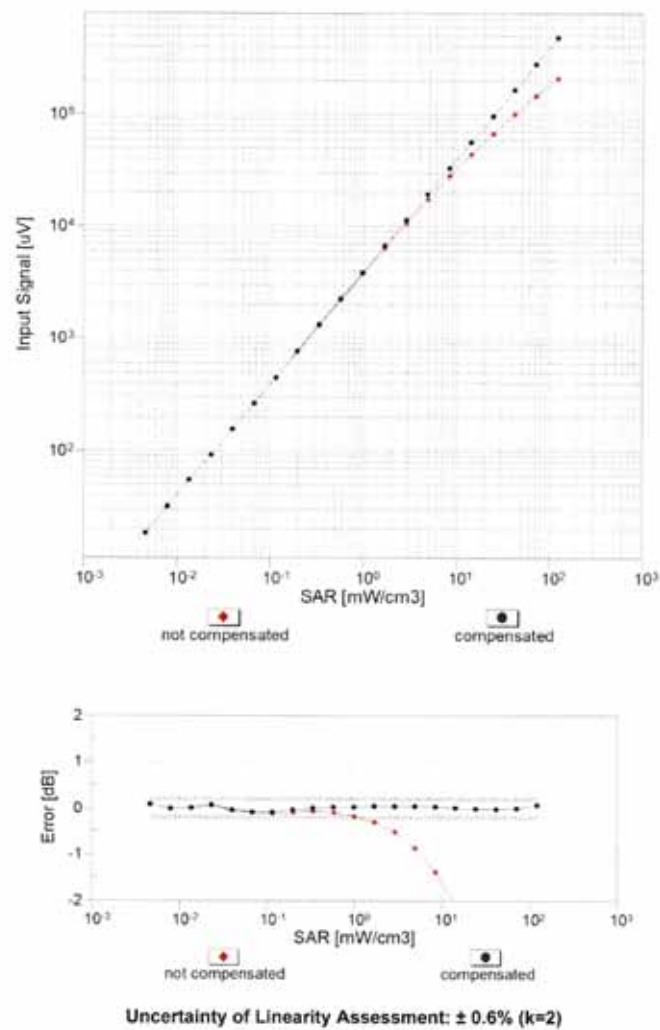 10⁵
10⁴
10³
10²
Input Signal [uV]
10⁻³ 10⁻² 10⁻¹ 10⁰ 10¹ 10² 10³
SAR [mW/cm3]
not compensated compensated
2
1
0
-1
-2
Error [dB]
10⁻³ 10⁻² 10⁻¹ 10⁰ 10¹ 10² 10³
SAR [mW/cm3]
not compensated compensated
Uncertainty of Linearity Assessment: ± 0.6% (k=2)